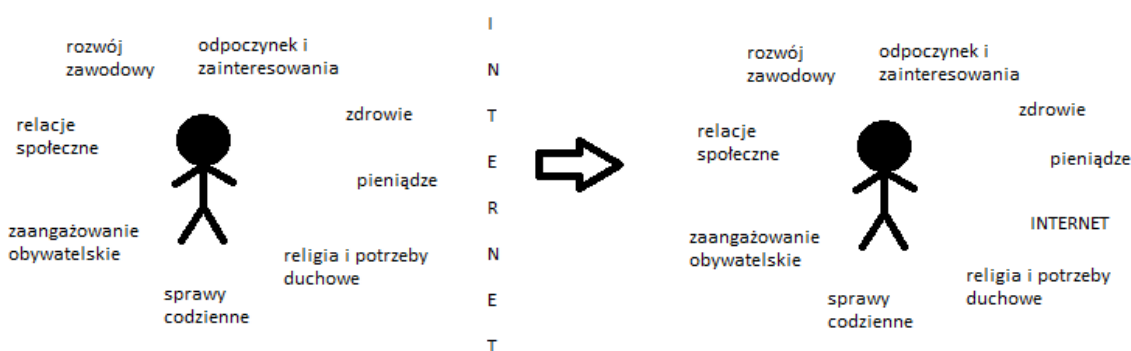 rozwój
zawodowy
odpoczynek i
zainteresowania
zdrowie
relacje
społeczne
pieniądze
zaangażowanie
obywatelskie
religia i potrzeby
duchowe
sprawy
codzienne
I
N
T
E
R
N
E
T
rozwój
zawodowy
odpoczynek i
zainteresowania
zdrowie
relacje
społeczne
pieniądze
INTERNET
zaangażowanie
obywatelskie
religia i potrzeby
duchowe
sprawy
codzienne